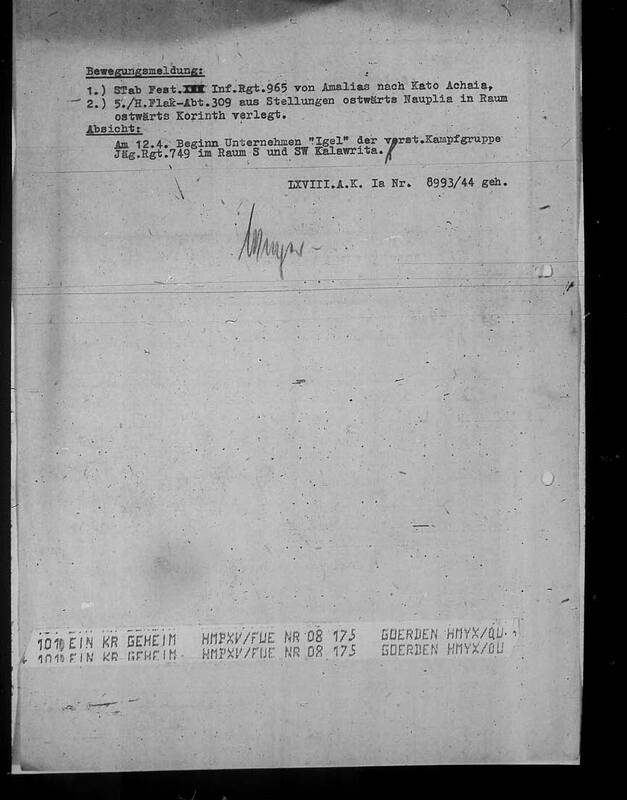 Bewegungsmeldung:
1.) STab Fest. Inf.Rgt.965 von Amalias nach Kato Achaia,
2.) 5./H.Flak-Abt.309 aus Stellungen ostwärts Nauplia in Raum
ostwärts Korinth verlegt.
Absicht:
Am 12.4. Beginn Unternehmen "Igel" der verst.Kampfgruppe
Jäg.Rgt.749 im Raum S und SW Kalawrita.
LXVIII.A.K. Ia Nr. 8993/44 geh.
1010 EIN KR GEHEIM HMPXV/FUE NR 08 175 GOERDEN HMYX/QU
1010 EIN KR GEHEIM HMPXV/FUE NR 08 175 GOERDEN HMYX/QU